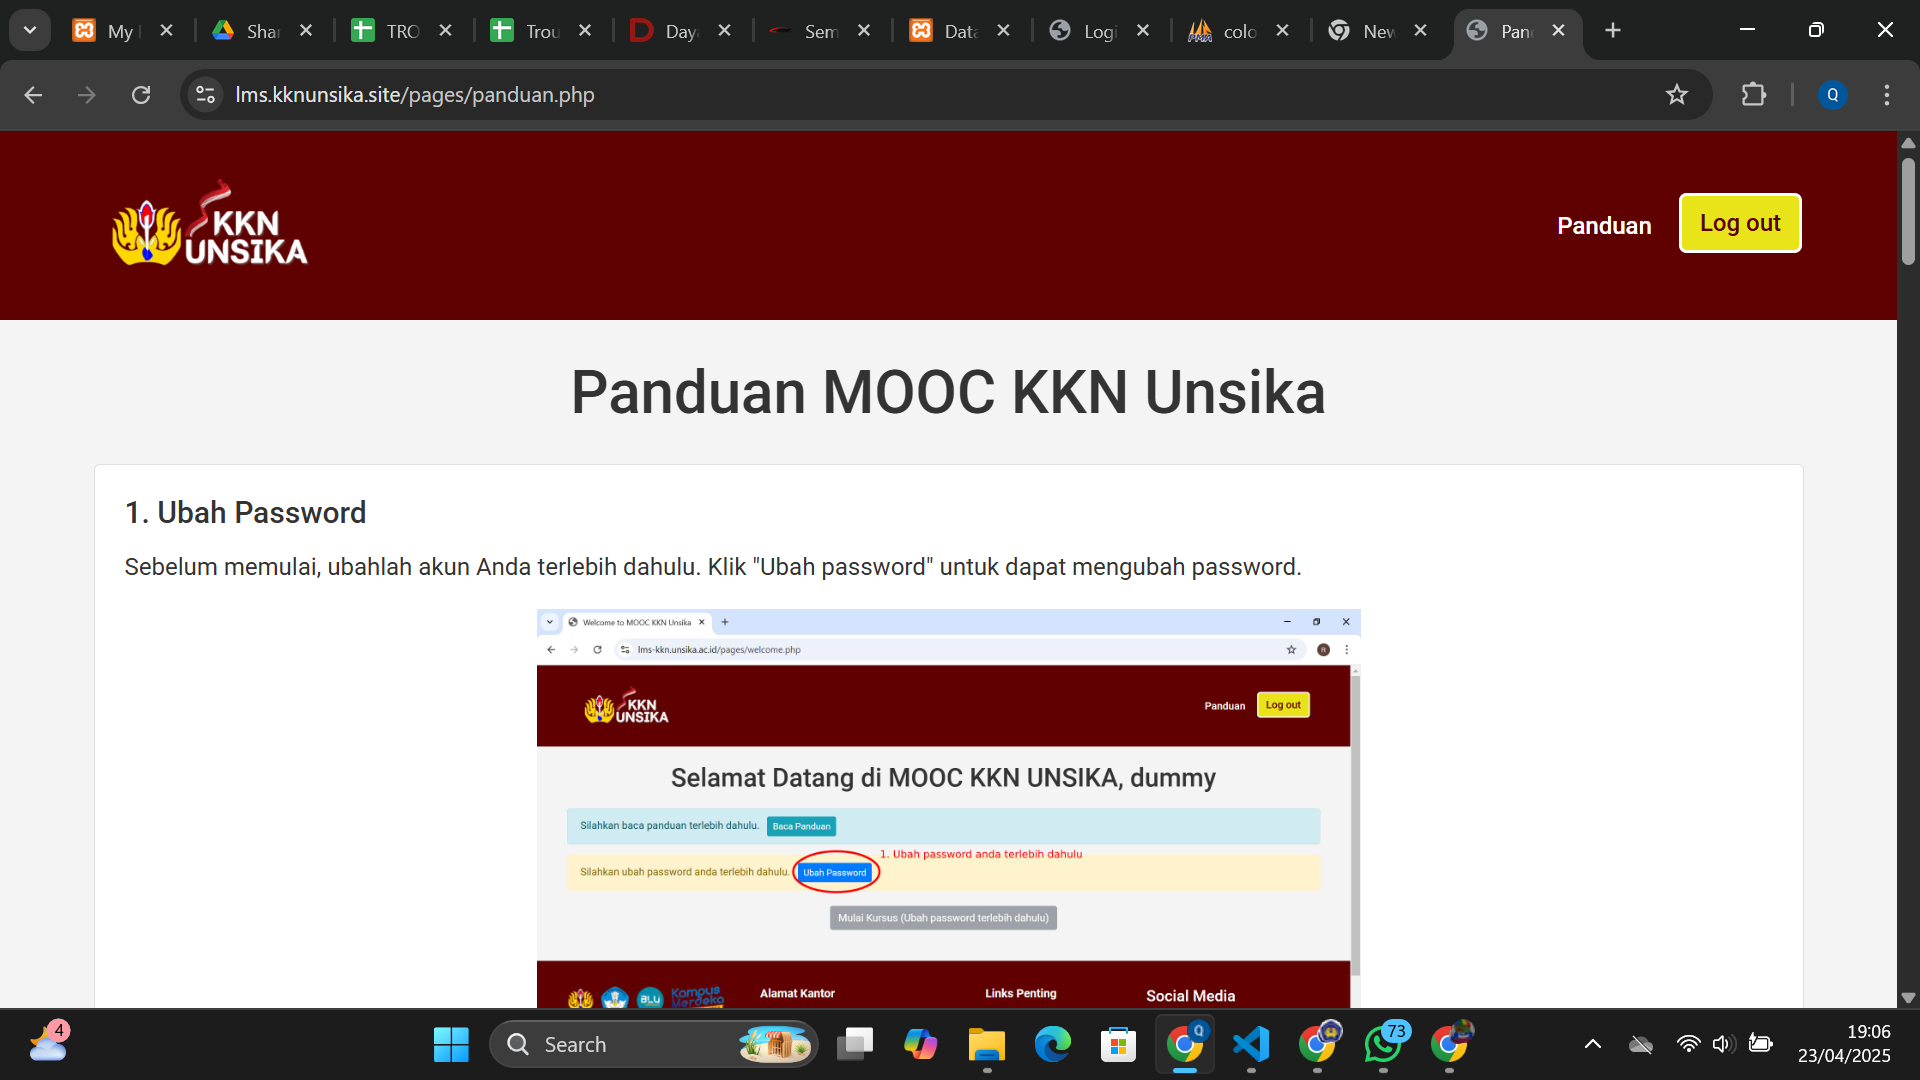 My
Shar
TRO
Trou
Day
Sem
Data
Logi
colo
New
Pand
lms.kknunsika.site/pages/panduan.php
Q
KKN
UNSIKA
Panduan
Log out
Panduan MOOC KKN Unsika
1. Ubah Password
Sebelum memulai, ubahlah akun Anda terlebih dahulu. Klik "Ubah password" untuk dapat mengubah password.
Welcome to MOOC KKN Unsika
lms-kkn.unsika.ac.id/pages/welcome.php
R
KKN
UNSIKA
Panduan
Log out
Selamat Datang di MOOC KKN UNSIKA, dummy
Silahkan baca panduan terlebih dahulu. Baca Panduan
1. Ubah password anda terlebih dahulu
Silahkan ubah password anda terlebih dahulu. Ubah Password
Mulai Kursus (Ubah password terlebih dahulu)
BLU
Kampus
Merdeka
Alamat Kantor
Links Penting
Social Media
4
Search
Q
73
19:06
23/04/2025